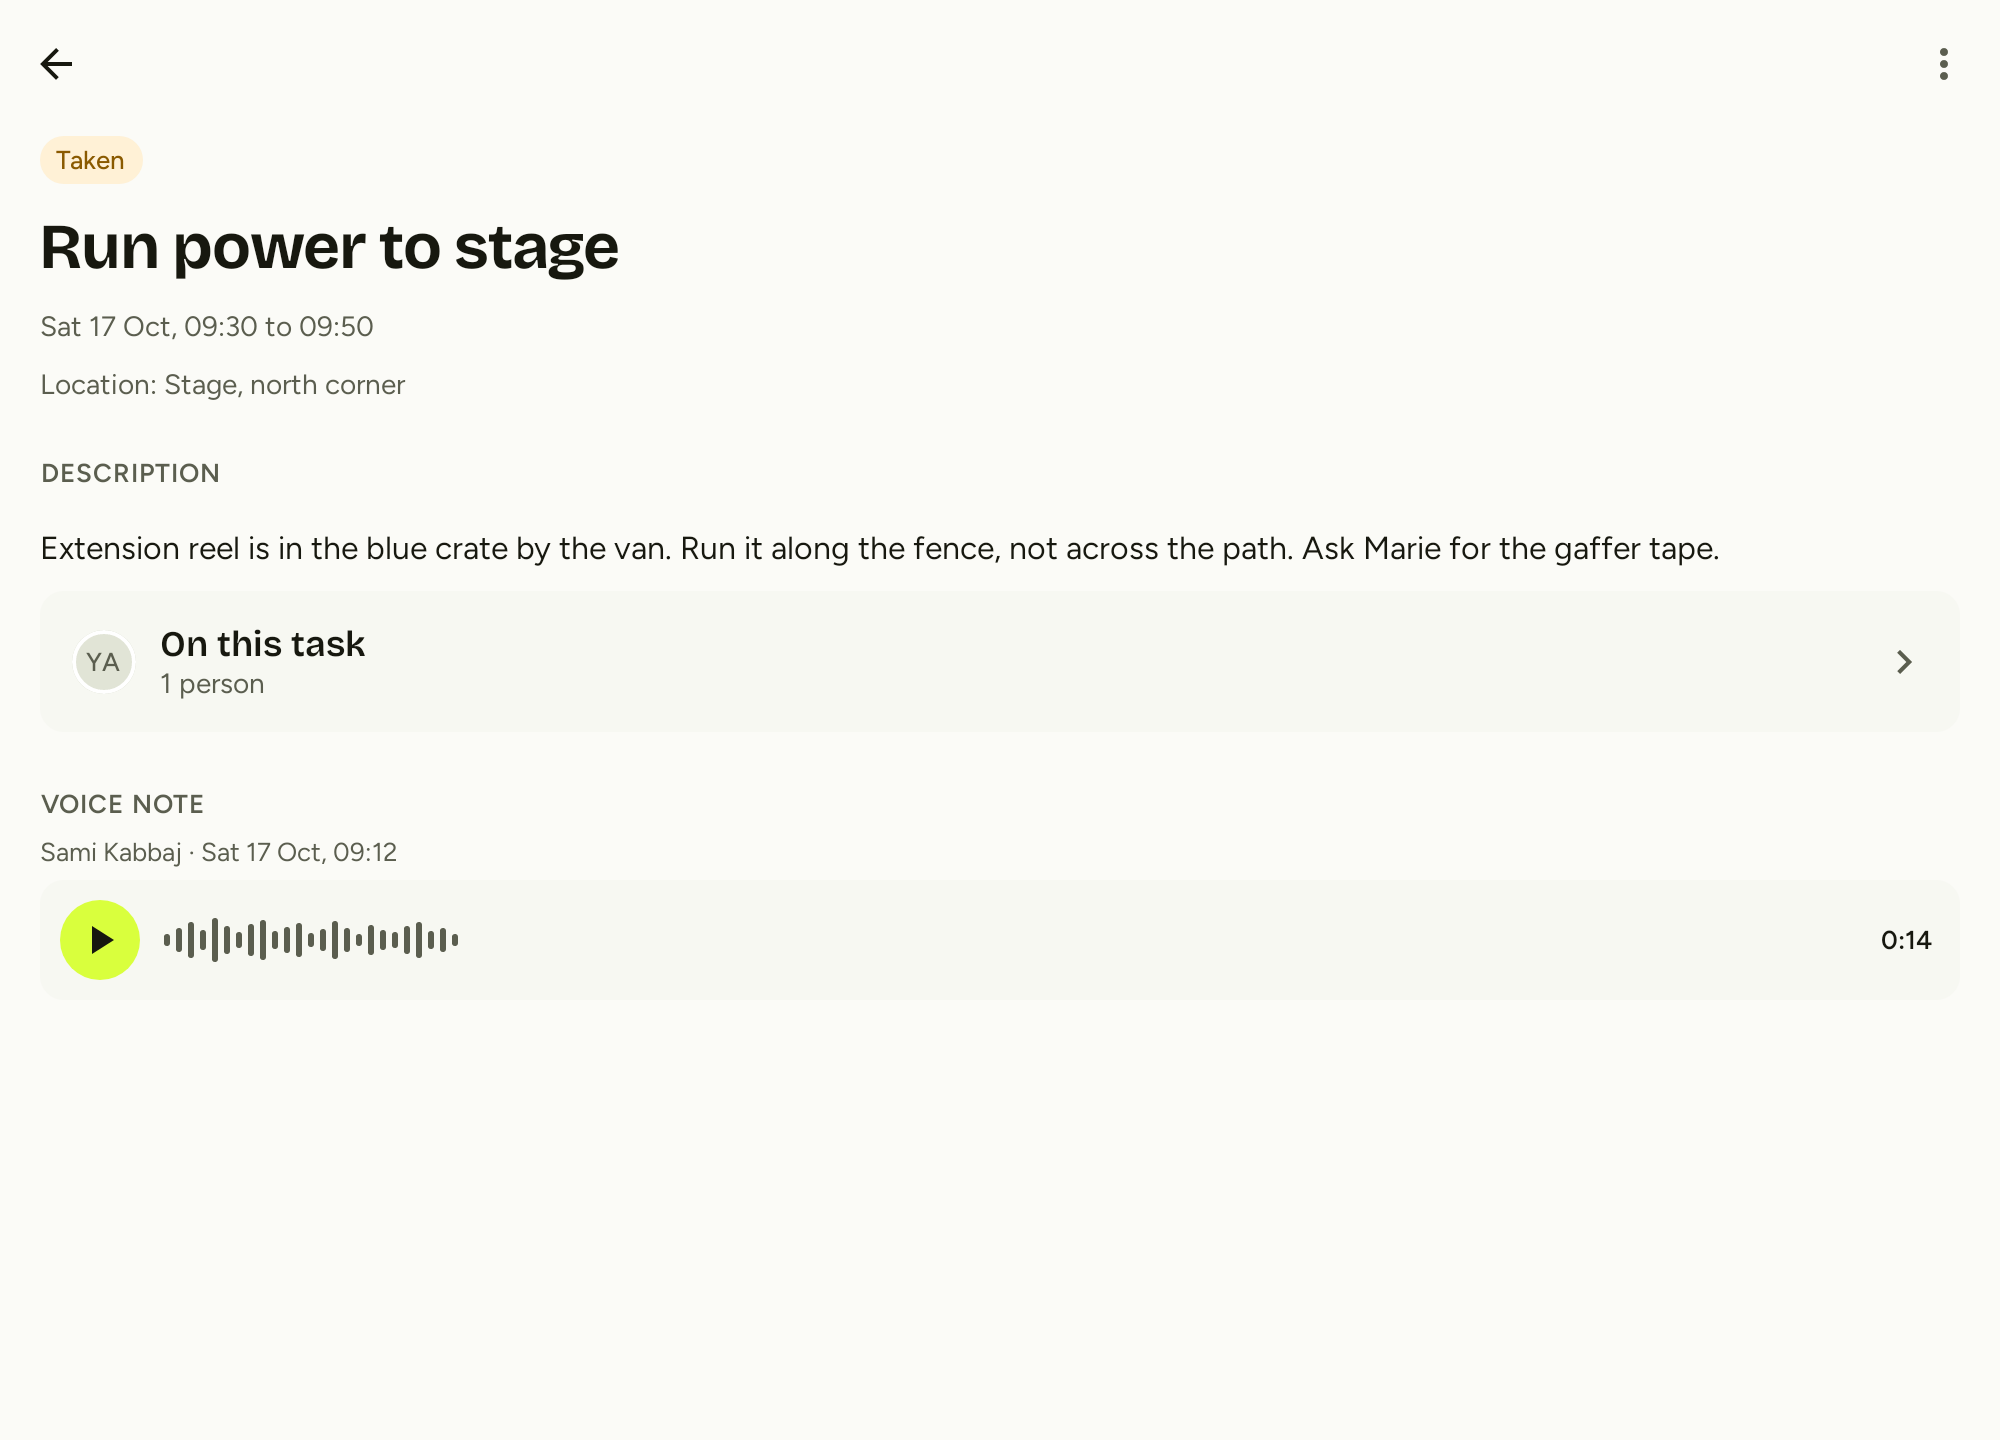 Taken
Run power to stage
Sat 17 Oct, 09:30 to 09:50
Location: Stage, north corner
DESCRIPTION
Extension reel is in the blue crate by the van. Run it along the fence, not across the path. Ask Marie for the gaffer tape.
YA
On this task
1 person
VOICE NOTE
Sami Kabbaj · Sat 17 Oct, 09:12
0:14